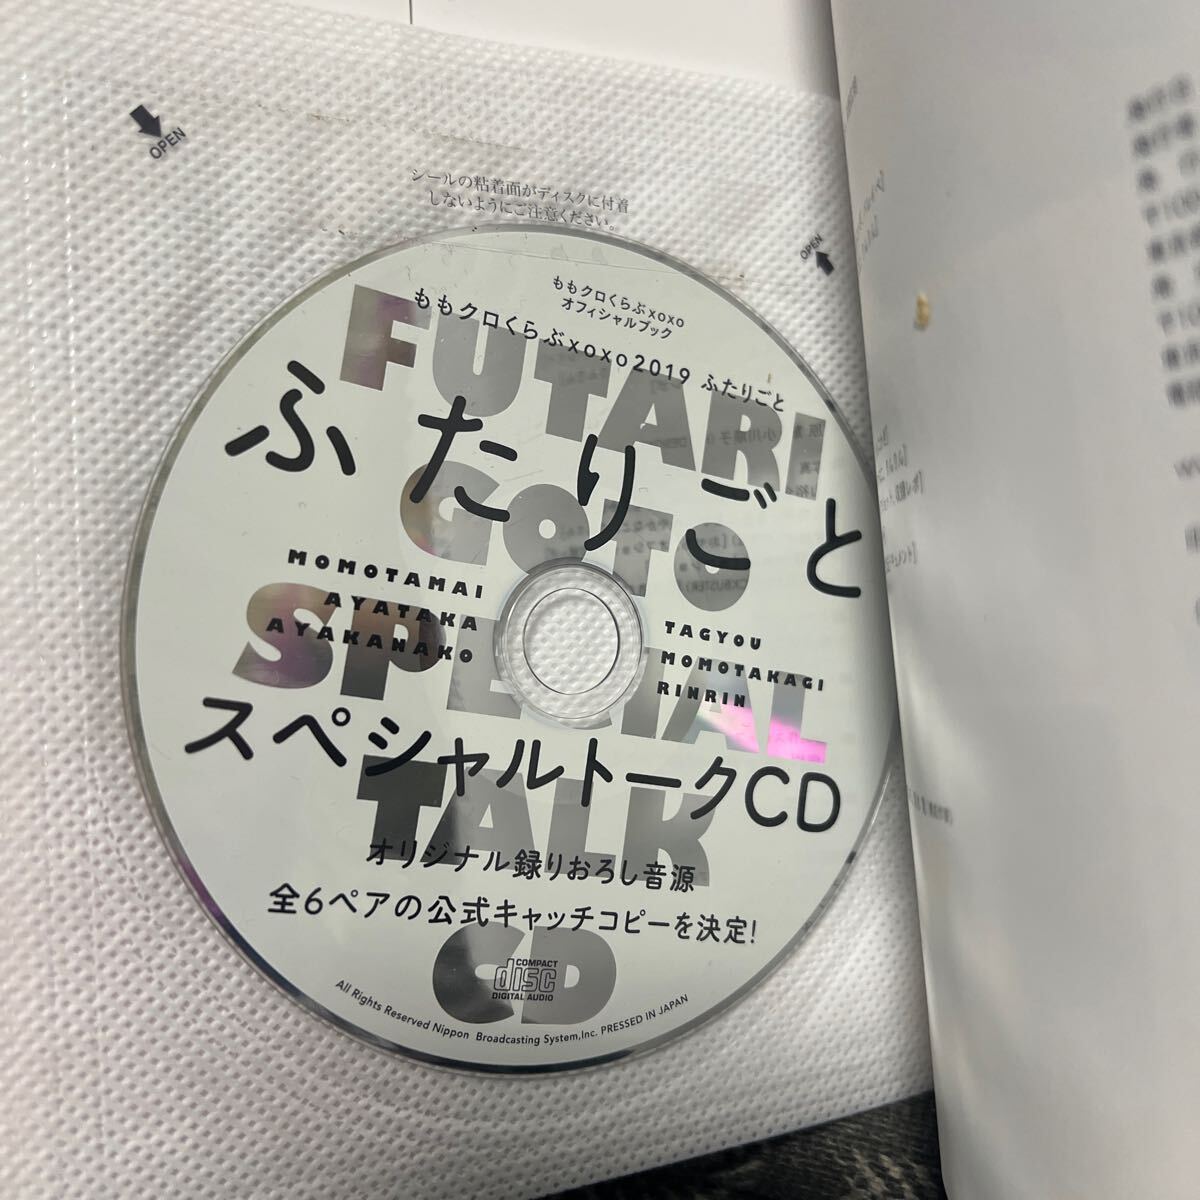 OPEN
シールの粘着面がディスクに付着
しないようにご注意ください。
OPEN
ももクロくらぶxoxo
オフィシャルブック
ももクロくらぶxoxo2019 ふたりごと
FUTARI
GOTO
SPECIAL
TALK
CD
ふたりごと
MOMOTAMAI
AYATAKA
AYAKANAKO
TAGYOU
MOMOTAKAGI
RINRIN
スペシャルトークCD
オリジナル録りおろし音源
全6ペアの公式キャッチコピーを決定!
COMPACT
disc
DIGITAL AUDIO
All Rights Reserved Nippon Broadcasting System,Inc. PRESSED IN JAPAN